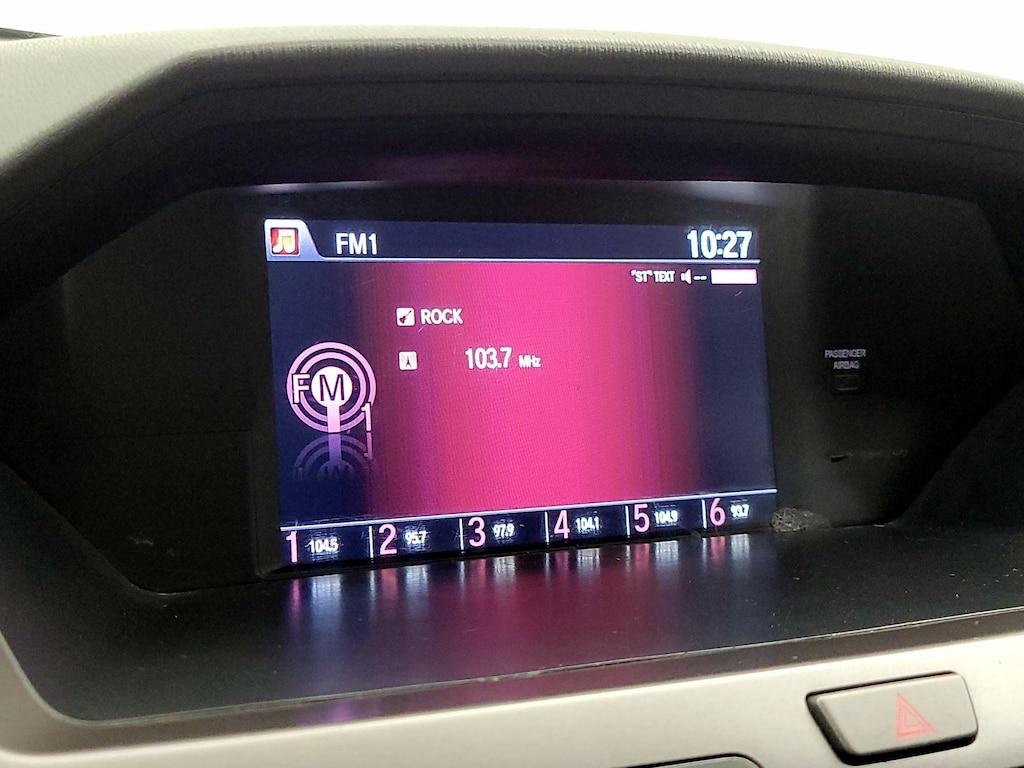 FM1
10:27
"ST" TEXT --
ROCK
103.7 MHz
FM
1
PASSENGER
AIRBAG
1 104.5 2 95.7 3 97.9 4 104.1 5 104.9 6 93.7